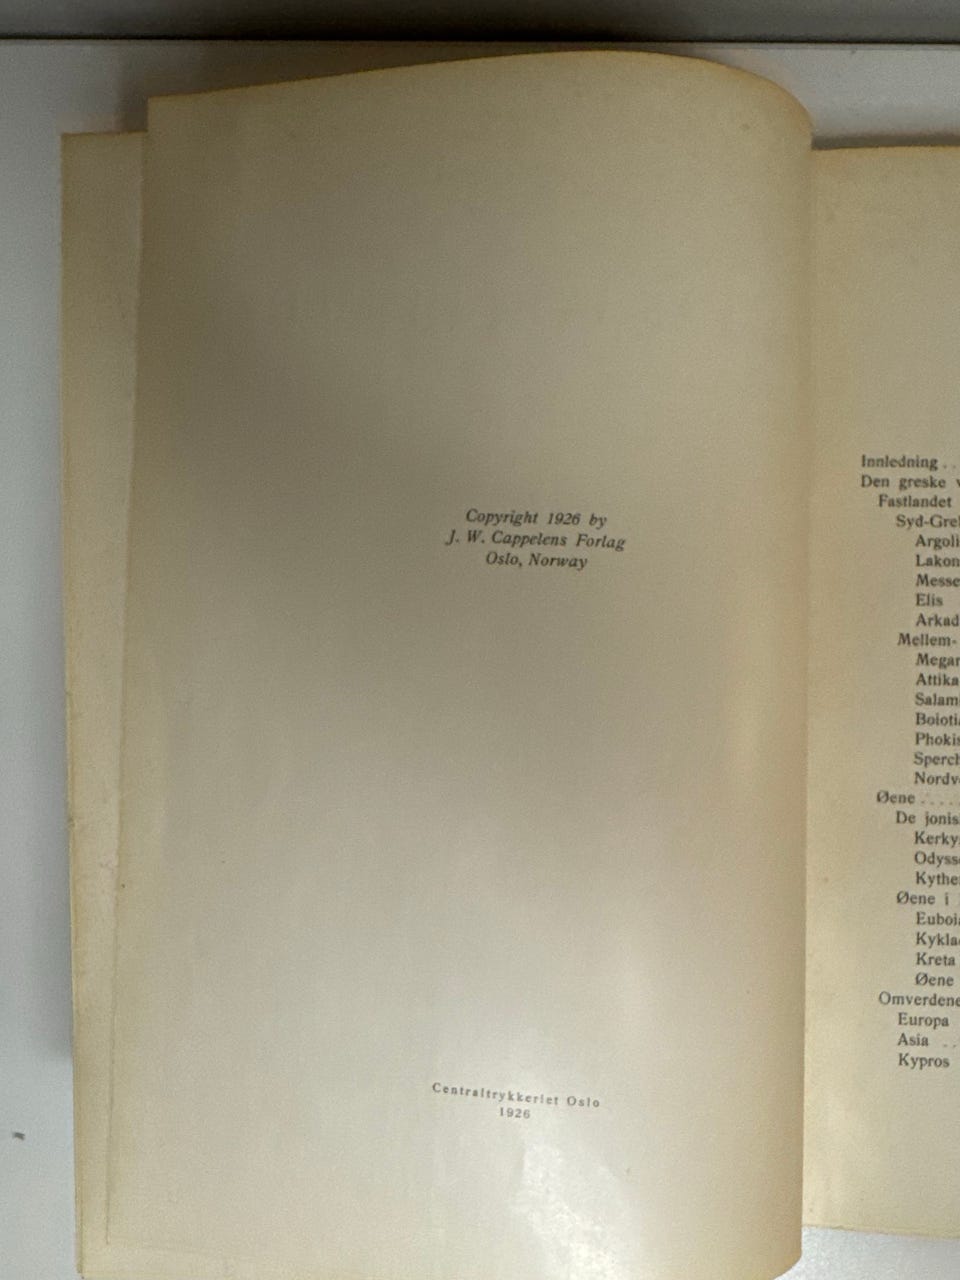 Copyright 1926 by
J. W. Cappelens Forlag
Oslo, Norway
Centraltrykkeriet Oslo
1926
Innledning . .
Den greske
Fastlandet
Syd-Grel
Argoli
Lakon
Messe
Elis
Arkad
Mellem-
Megar
Attika
Salam
Boioti
Phokis
Sperch
Nordv
Øene . . . .
De jonis
Kerky
Odyss
Kythe
Øene i
Euboi
Kykla
Kreta
Øene
Omverdene
Europa
Asia . .
Kypros